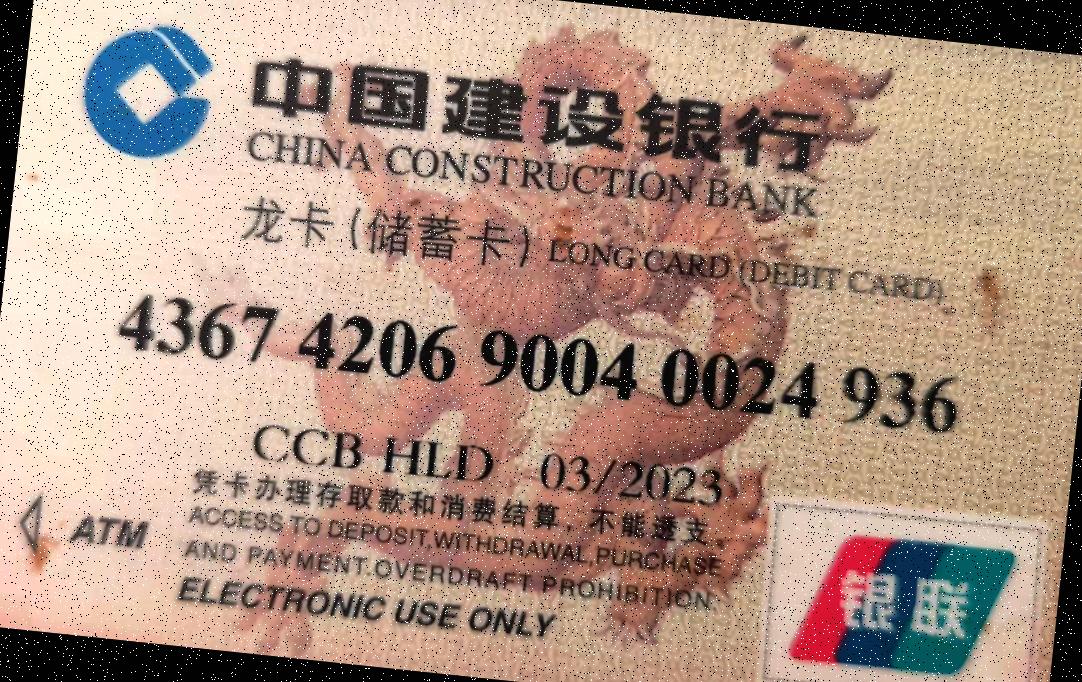 中国建设银行
CHINA CONSTRUCTION BANK
龙卡(储蓄卡) LONG CARD (DEBIT CARD)
4367 4206 9004 0024 936
CCB HLD 03/2023
凭卡办理存取款和消费结算，不能透支。
ACCESS TO DEPOSIT,WITHDRAWAL,PURCHASE
AND PAYMENT.OVERDRAFT PROHIBITION.
ATM
ELECTRONIC USE ONLY
银联